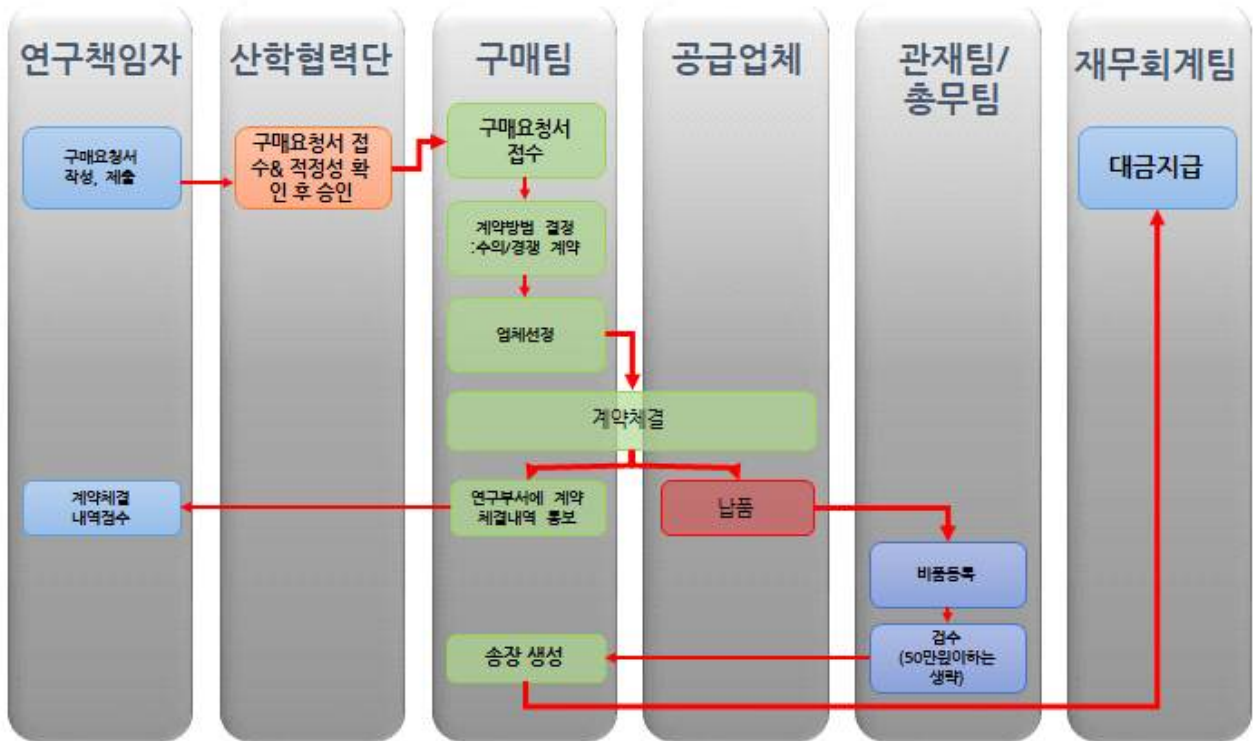 연구책임자
산학협력단
구매팀
공급업체
관재팀/
총무팀
재무회계팀
구매요청서
작성, 제출
구매요청서 접
수& 적정성 확
인 후 승인
구매요청서
접수
대금지급
계약방법 결정
:수의/경쟁 계약
업체선정
계약체결
계약체결
내역접수
연구부서에 계약
체결내역 통보
납품
비품등록
송장 생성
검수
(50만원이하는
생략)